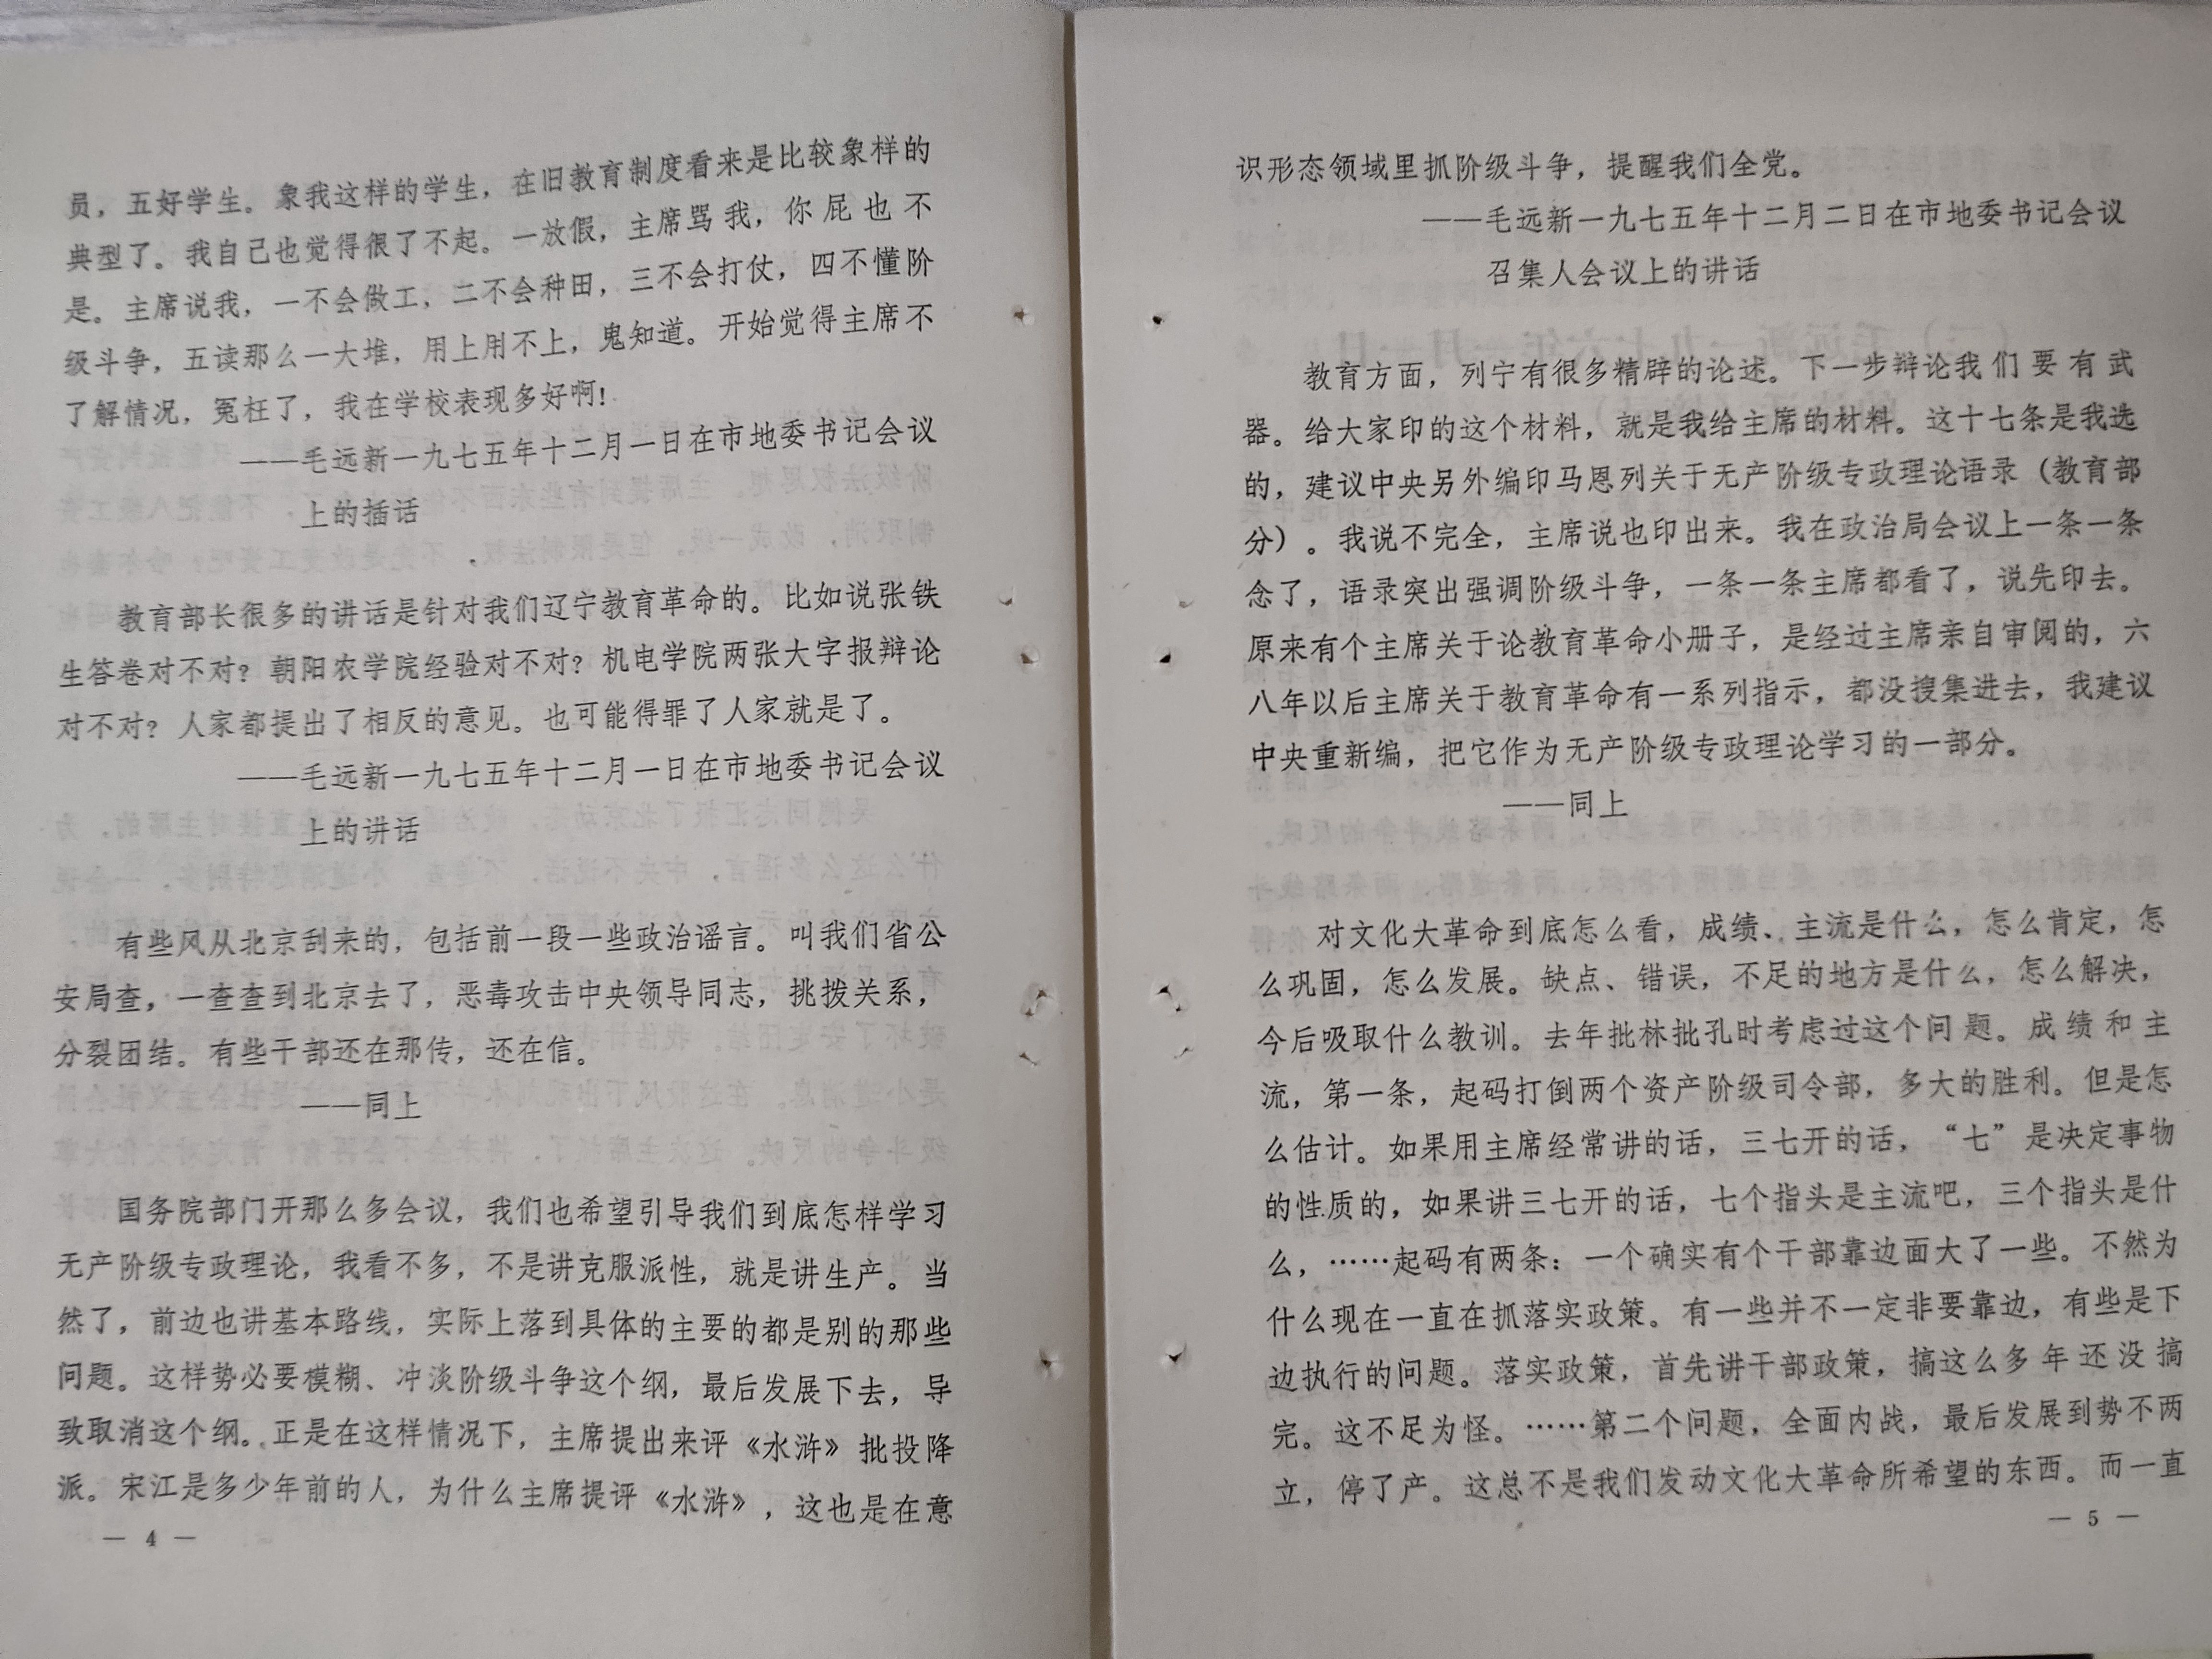 员，五好学生。象我这样的学生，在旧教育制度看来是比较象样的
典型了。我自己也觉得很了不起。一放假，主席骂我，你屁也不
是。主席说我，一不会做工，二不会种田，三不会打仗，四不懂阶
级斗争，五读那么一大堆，用上用不上，鬼知道。开始觉得主席不
了解情况，冤枉了，我在学校表现多好啊！
——毛远新一九七五年十二月一日在市地委书记会议
上的插话
教育部长很多的讲话是针对我们辽宁教育革命的。比如说张铁
生答卷对不对？朝阳农学院经验对不对？机电学院两张大字报辩论
对不对？人家都提出了相反的意见。也可能得罪了人家就是了。
——毛远新一九七五年十二月一日在市地委书记会议
上的讲话
有些风从北京刮来的，包括前一段一些政治谣言。叫我们省公
安局查，一查查到北京去了，恶毒攻击中央领导同志，挑拨关系，
分裂团结。有些干部还在那传，还在信。
——同上
国务院部门开那么多会议，我们也希望引导我们到底怎样学习
无产阶级专政理论，我看不多，不是讲克服派性，就是讲生产。当
然了，前边也讲基本路线，实际上落到具体的主要的都是别的那些
问题。这样势必要模糊、冲淡阶级斗争这个纲，最后发展下去，导
致取消这个纲。正是在这样情况下，主席提出来评《水浒》批投降
派。宋江是多少年前的人，为什么主席提评《水浒》，这也是在意
— 4 —
识形态领域里抓阶级斗争，提醒我们全党。
——毛远新一九七五年十二月二日在市地委书记会议
召集人会议上的讲话
教育方面，列宁有很多精辟的论述。下一步辩论我们要有武
器。给大家印的这个材料，就是我给主席的材料。这十七条是我选
的，建议中央另外编印马恩列关于无产阶级专政理论语录（教育部
分）。我说不完全，主席说也印出来。我在政治局会议上一条一条
念了，语录突出强调阶级斗争，一条一条主席都看了，说先印去。
原来有个主席关于论教育革命小册子，是经过主席亲自审阅的，六
八年以后主席关于教育革命有一系列指示，都没搜集进去，我建议
中央重新编，把它作为无产阶级专政理论学习的一部分。
——同上
对文化大革命到底怎么看，成绩、主流是什么，怎么肯定，怎
么巩固，怎么发展。缺点、错误，不足的地方是什么，怎么解决，
今后吸取什么教训。去年批林批孔时考虑过这个问题。成绩和主
流，第一条，起码打倒两个资产阶级司令部，多大的胜利。但是怎
么估计。如果用主席经常讲的话，三七开的话，“七”是决定事物
的性质的，如果讲三七开的话，七个指头是主流吧，三个指头是什
么，……起码有两条：一个确实有个干部靠边面大了一些。不然为
什么现在一直在抓落实政策。有一些并不一定非要靠边，有些是下
边执行的问题。落实政策，首先讲干部政策，搞这么多年还没搞
完。这不足为怪。……第二个问题，全面内战，最后发展到势不两
立，停了产。这总不是我们发动文化大革命所希望的东西。而一直
— 5 —